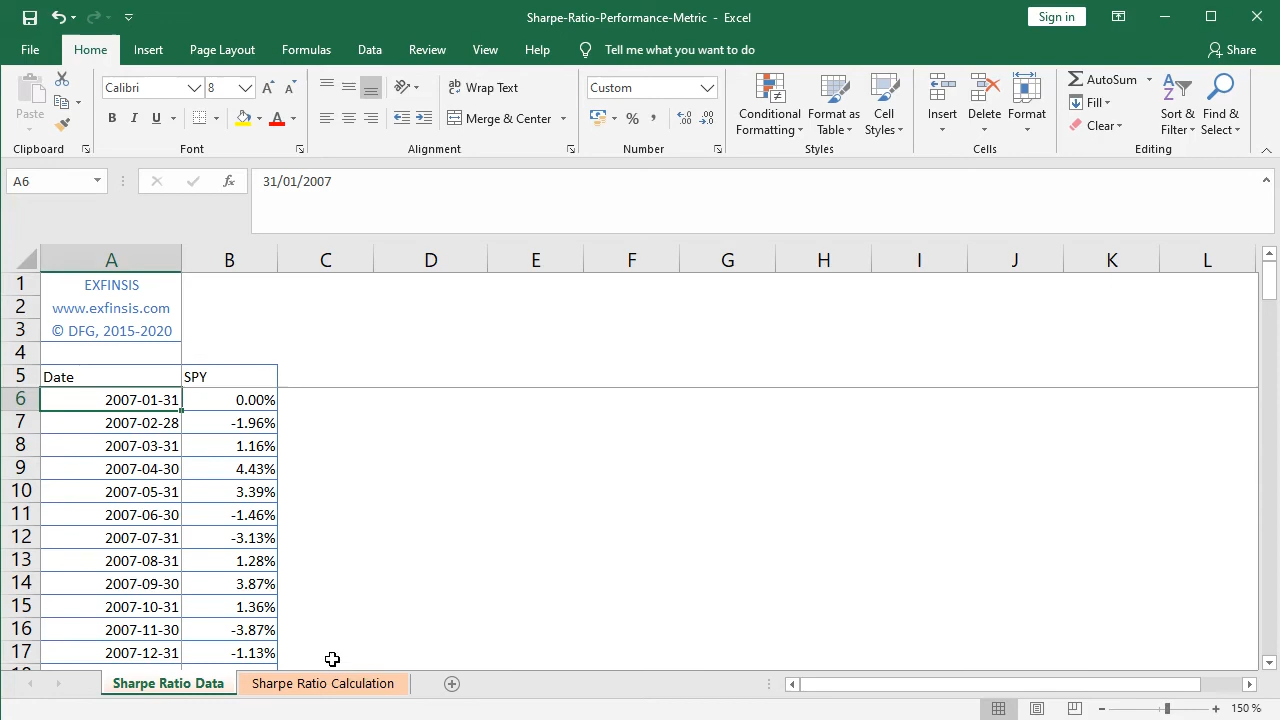 Sharpe-Ratio-Performance-Metric - Excel
Sign in
File Home Insert Page Layout Formulas Data Review View Help Tell me what you want to do Share
Paste
Calibri 8
B I U
Wrap Text
Merge & Center
Custom
%
Conditional Formatting
Format as Table
Cell Styles
Insert
Delete
Format
AutoSum
Fill
Clear
Sort & Filter
Find & Select
Clipboard Font Alignment Number Styles Cells Editing
A6 fx 31/01/2007
A B C D E F G H I J K L
1 EXFINSIS
2 www.exfinsis.com
3 © DFG, 2015-2020
4
5 Date SPY
6 2007-01-31 0.00%
7 2007-02-28 -1.96%
8 2007-03-31 1.16%
9 2007-04-30 4.43%
10 2007-05-31 3.39%
11 2007-06-30 -1.46%
12 2007-07-31 -3.13%
13 2007-08-31 1.28%
14 2007-09-30 3.87%
15 2007-10-31 1.36%
16 2007-11-30 -3.87%
17 2007-12-31 -1.13%
Sharpe Ratio Data Sharpe Ratio Calculation
150 %